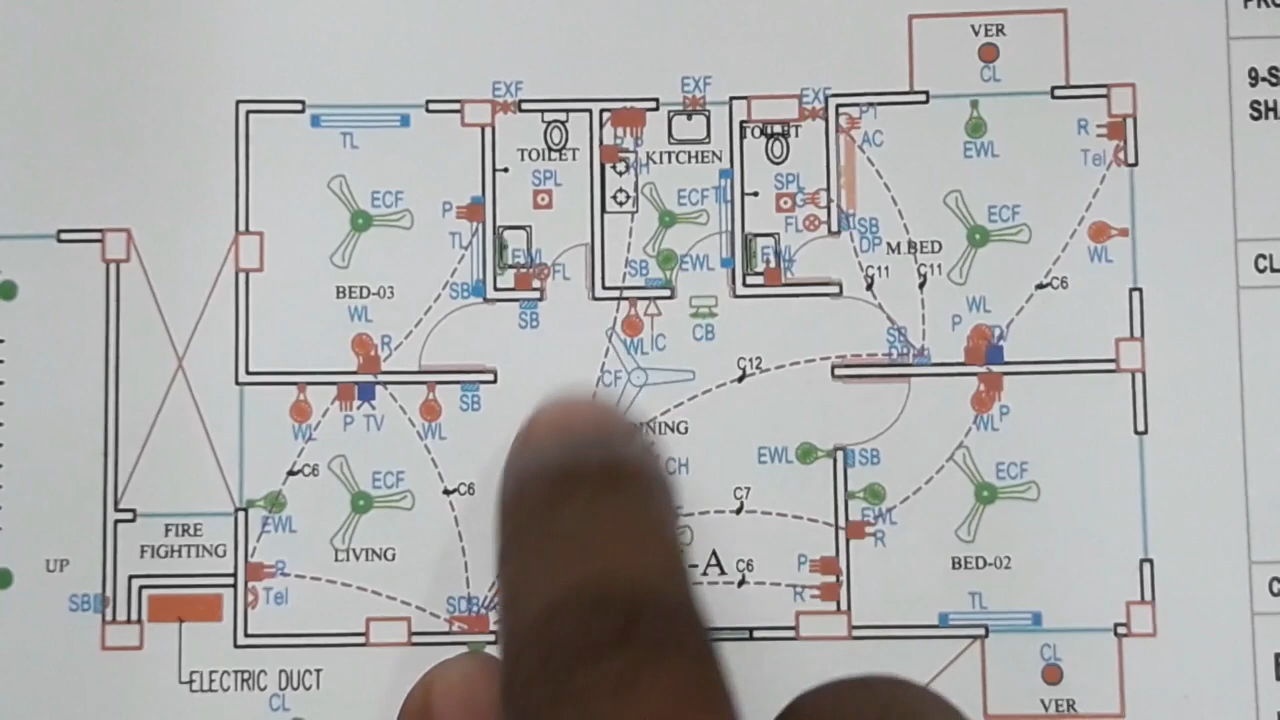 VER
CL
9-S
SH
EXF
EXF
EXF
TL
TOILET
KITCHEN
TOILET
P1
AC
EWL
R
Tel
ECF
P
SPL
ECF
TL
SPL
FL
SB
DP
ECF
M.BED
WL
TL
EWL
FL
SB
EWL
EWL
C11
C11
C6
BED-03
WL
SB
SB
R
WL
IC
CB
SB
DP
WL
P
CF
C12
WL
P
TV
WL
SB
WL
P
CH
EWL
SB
C6
C6
C7
ECF
ECF
EWL
EWL
R
FIRE
FIGHTING
LIVING
-A
C6
P
R
BED-02
UP
R
Tel
SB
SDB
TL
ELECTRIC DUCT
CL
CL
VER
CL